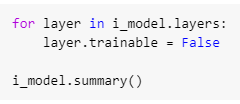 for layer in i_model.layers:
    layer.trainable = False
i_model.summary()